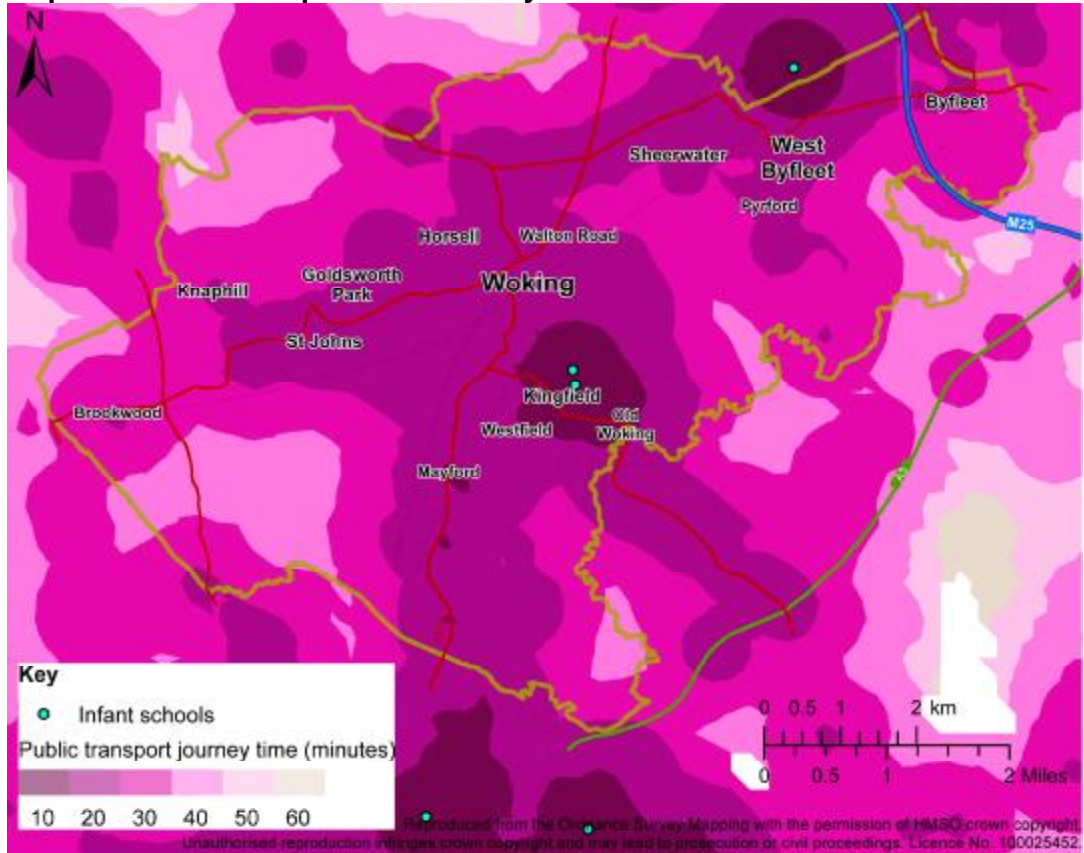 N
Byfleet
Sheerwater
West
Byfleet
Pyrford
M25
Horsell
Walton Road
Goldsworth
Park
Woking
Knaphill
St Johns
Kingfield
Brookwood
Old
Woking
Westfield
Mayford
A3
Key
Infant schools
Public transport journey time (minutes)
10 20 30 40 50 60
0 0.5 1 2 km
0 0.5 1 2 Miles
Reproduced from the Ordnance Survey Mapping with the permission of HMSO crown copyright.
Unauthorised reproduction infringes crown copyright and may lead to prosecution or civil proceedings. Licence No. 100025452.